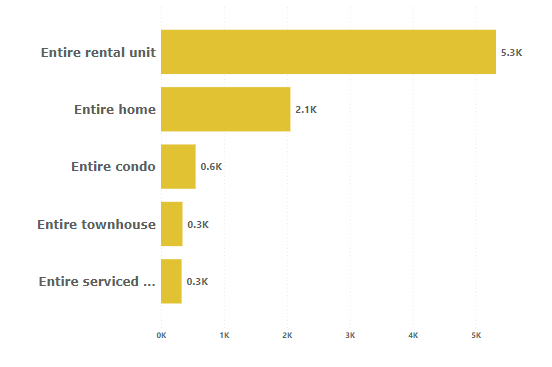 Entire rental unit 5.3K
Entire home 2.1K
Entire condo 0.6K
Entire townhouse 0.3K
Entire serviced ... 0.3K
0K 1K 2K 3K 4K 5K